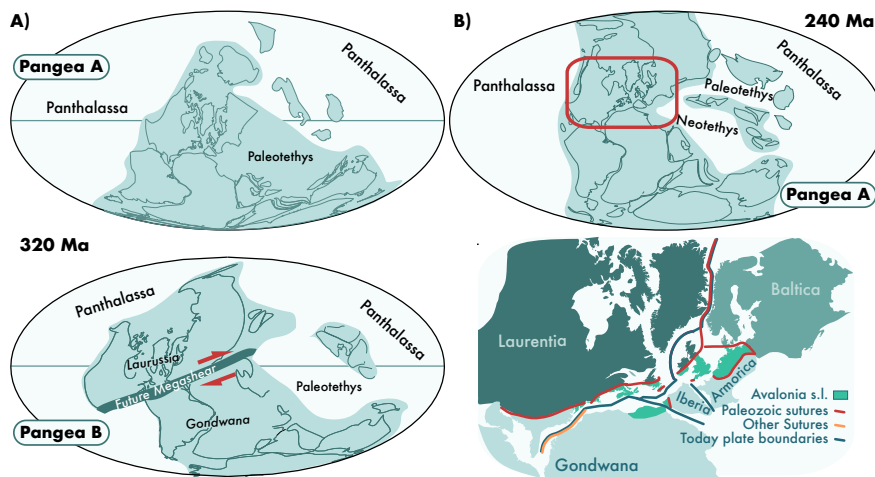 A)
Pangea A
Panthalassa
Panthalassa
Paleotethys
320 Ma
Panthalassa
Panthalassa
Laurussia
Future Megashear
Gondwana
Paleotethys
Pangea B
B)
240 Ma
Panthalassa
Panthalassa
Paleotethys
Neotethys
Pangea A
Laurentia
Baltica
Armorica
Iberia
Gondwana
Avalonia s.l.
Paleozoic sutures
Other Sutures
Today plate boundaries